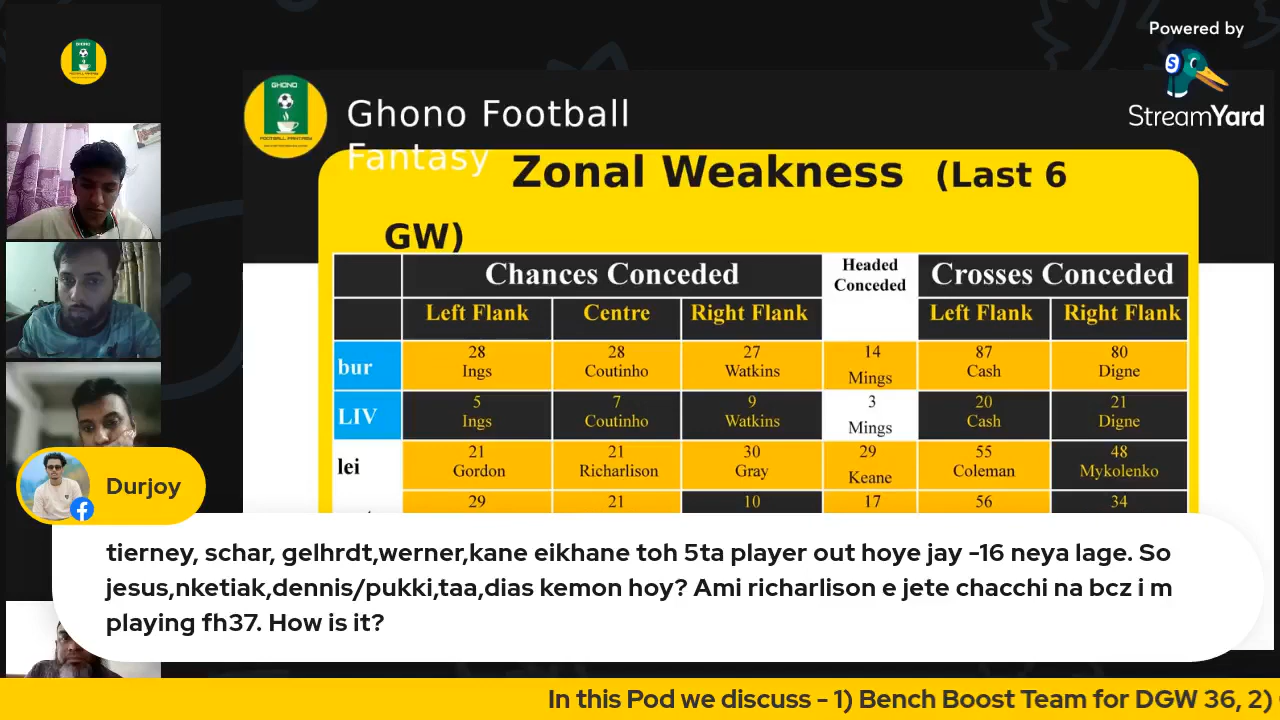 Powered by
StreamYard
GHONO
FOOTBALL FANTASY
Ghono Football
Fantasy
Zonal Weakness (Last 6
GW)
Chances Conceded Headed Conceded Crosses Conceded
Left Flank Centre Right Flank Left Flank Right Flank
bur 28 Ings 28 Coutinho 27 Watkins 14 Mings 87 Cash 80 Digne
LIV 5 Ings 7 Coutinho 9 Watkins 3 Mings 20 Cash 21 Digne
lei 21 Gordon 21 Richarlison 30 Gray 29 Keane 55 Coleman 48 Mykolenko
29 21 10 17 56 34
Durjoy
tierney, schar, gelhrdt,werner,kane eikhane toh 5ta player out hoye jay -16 neya lage. So
jesus,nketiak,dennis/pukki,taa,dias kemon hoy? Ami richarlison e jete chacchi na bcz i m
playing fh37. How is it?
In this Pod we discuss - 1) Bench Boost Team for DGW 36, 2)